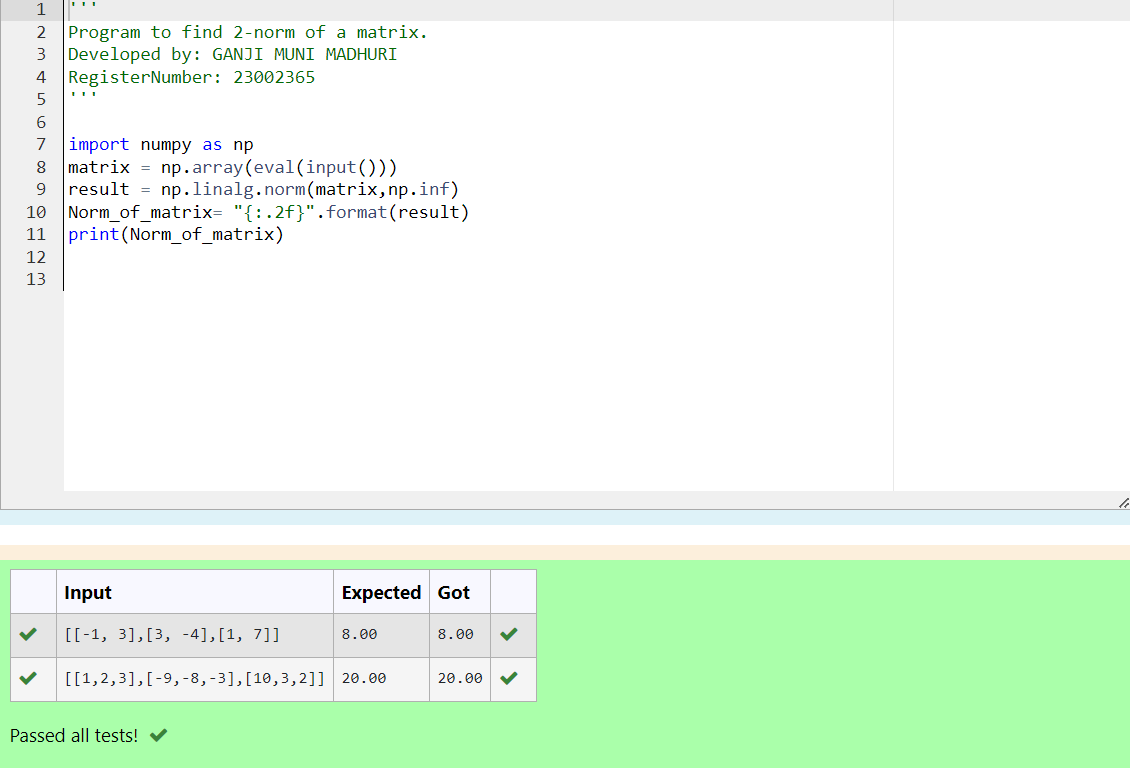 1 '''
2 Program to find 2-norm of a matrix.
3 Developed by: GANJI MUNI MADHURI
4 RegisterNumber: 23002365
5 '''
6
7 import numpy as np
8 matrix = np.array(eval(input()))
9 result = np.linalg.norm(matrix,np.inf)
10 Norm_of_matrix= "{:.2f}".format(result)
11 print(Norm_of_matrix)
12
13
Input Expected Got
[[-1, 3],[3, -4],[1, 7]] 8.00 8.00
[[1,2,3],[-9,-8,-3],[10,3,2]] 20.00 20.00
Passed all tests!